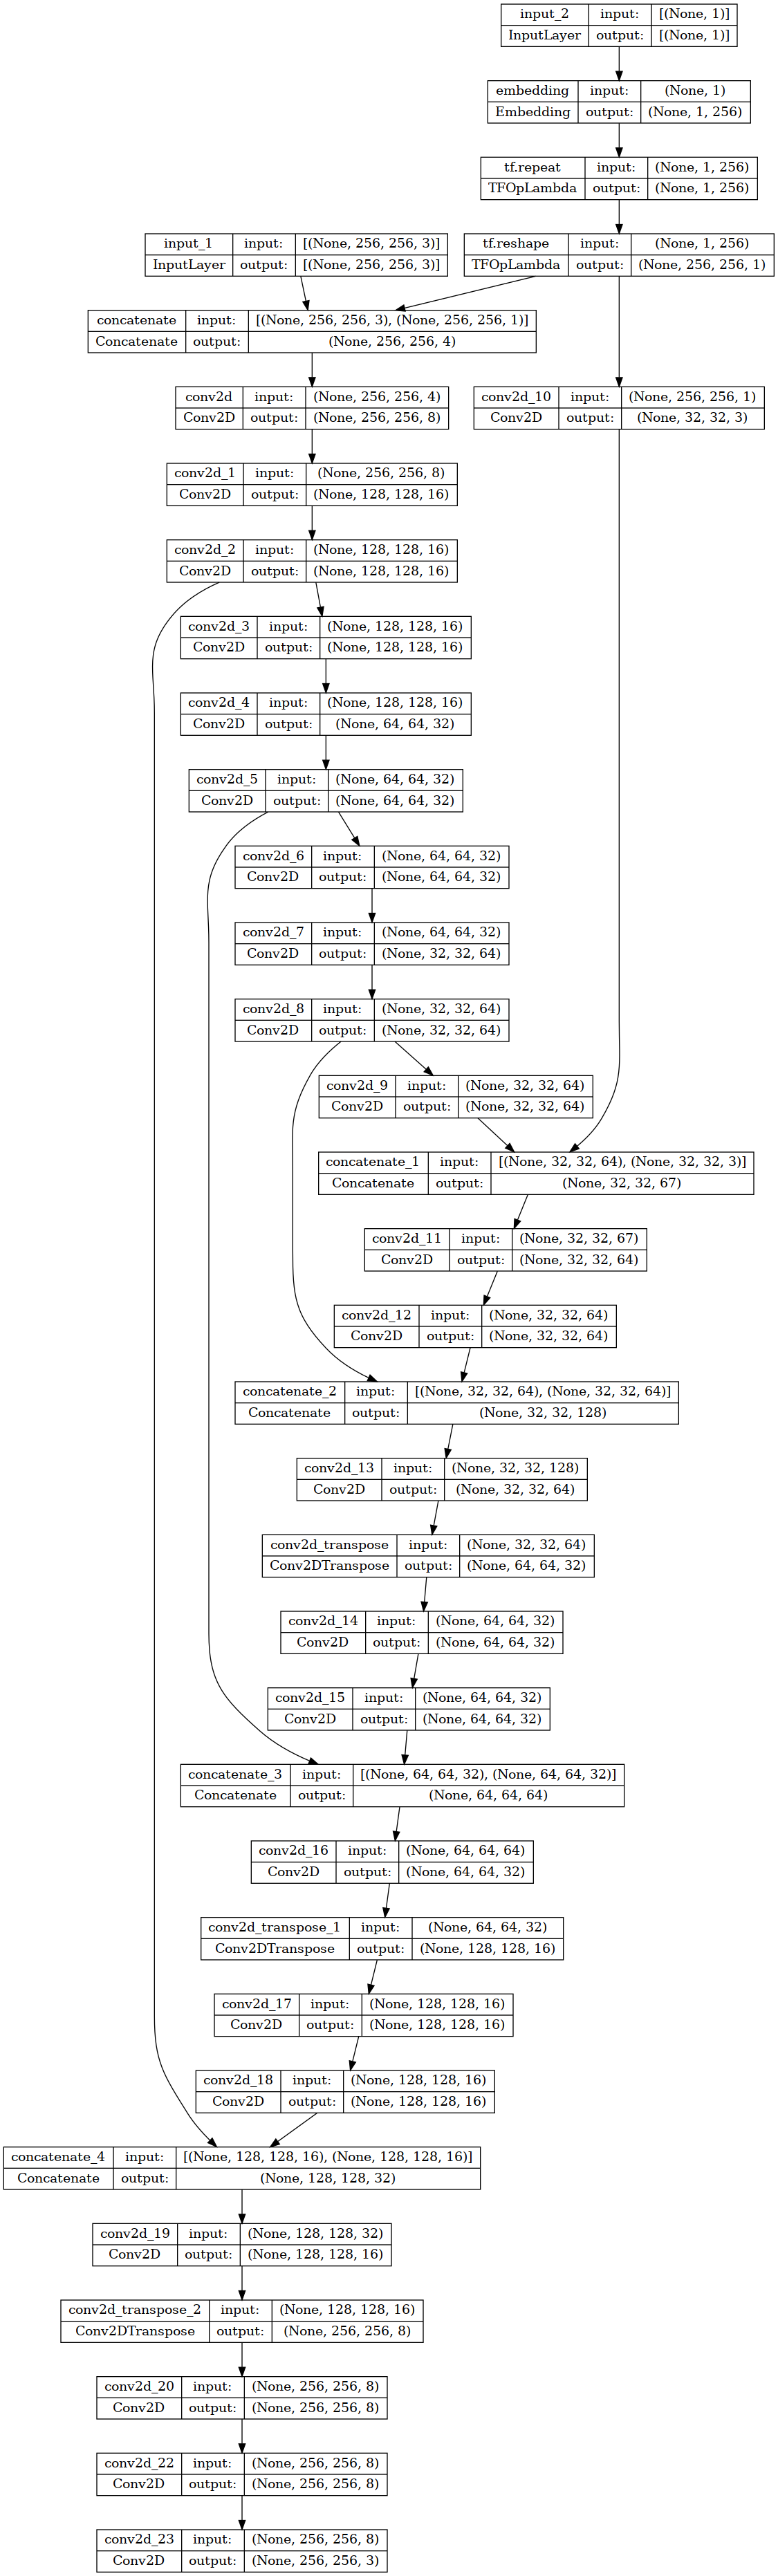 input_2 input: [(None, 1)]
InputLayer output: [(None, 1)]
embedding input: (None, 1)
Embedding output: (None, 1, 256)
tf.repeat input: (None, 1, 256)
TFOpLambda output: (None, 1, 256)
input_1 input: [(None, 256, 256, 3)]
InputLayer output: [(None, 256, 256, 3)]
tf.reshape input: (None, 1, 256)
TFOpLambda output: (None, 256, 256, 1)
concatenate input: [(None, 256, 256, 3), (None, 256, 256, 1)]
Concatenate output: (None, 256, 256, 4)
conv2d input: (None, 256, 256, 4)
Conv2D output: (None, 256, 256, 8)
conv2d_10 input: (None, 256, 256, 1)
Conv2D output: (None, 32, 32, 3)
conv2d_1 input: (None, 256, 256, 8)
Conv2D output: (None, 128, 128, 16)
conv2d_2 input: (None, 128, 128, 16)
Conv2D output: (None, 128, 128, 16)
conv2d_3 input: (None, 128, 128, 16)
Conv2D output: (None, 128, 128, 16)
conv2d_4 input: (None, 128, 128, 16)
Conv2D output: (None, 64, 64, 32)
conv2d_5 input: (None, 64, 64, 32)
Conv2D output: (None, 64, 64, 32)
conv2d_6 input: (None, 64, 64, 32)
Conv2D output: (None, 64, 64, 32)
conv2d_7 input: (None, 64, 64, 32)
Conv2D output: (None, 32, 32, 64)
conv2d_8 input: (None, 32, 32, 64)
Conv2D output: (None, 32, 32, 64)
conv2d_9 input: (None, 32, 32, 64)
Conv2D output: (None, 32, 32, 64)
concatenate_1 input: [(None, 32, 32, 64), (None, 32, 32, 3)]
Concatenate output: (None, 32, 32, 67)
conv2d_11 input: (None, 32, 32, 67)
Conv2D output: (None, 32, 32, 64)
conv2d_12 input: (None, 32, 32, 64)
Conv2D output: (None, 32, 32, 64)
concatenate_2 input: [(None, 32, 32, 64), (None, 32, 32, 64)]
Concatenate output: (None, 32, 32, 128)
conv2d_13 input: (None, 32, 32, 128)
Conv2D output: (None, 32, 32, 64)
conv2d_transpose input: (None, 32, 32, 64)
Conv2DTranspose output: (None, 64, 64, 32)
conv2d_14 input: (None, 64, 64, 32)
Conv2D output: (None, 64, 64, 32)
conv2d_15 input: (None, 64, 64, 32)
Conv2D output: (None, 64, 64, 32)
concatenate_3 input: [(None, 64, 64, 32), (None, 64, 64, 32)]
Concatenate output: (None, 64, 64, 64)
conv2d_16 input: (None, 64, 64, 64)
Conv2D output: (None, 64, 64, 32)
conv2d_transpose_1 input: (None, 64, 64, 32)
Conv2DTranspose output: (None, 128, 128, 16)
conv2d_17 input: (None, 128, 128, 16)
Conv2D output: (None, 128, 128, 16)
conv2d_18 input: (None, 128, 128, 16)
Conv2D output: (None, 128, 128, 16)
concatenate_4 input: [(None, 128, 128, 16), (None, 128, 128, 16)]
Concatenate output: (None, 128, 128, 32)
conv2d_19 input: (None, 128, 128, 32)
Conv2D output: (None, 128, 128, 16)
conv2d_transpose_2 input: (None, 128, 128, 16)
Conv2DTranspose output: (None, 256, 256, 8)
conv2d_20 input: (None, 256, 256, 8)
Conv2D output: (None, 256, 256, 8)
conv2d_22 input: (None, 256, 256, 8)
Conv2D output: (None, 256, 256, 8)
conv2d_23 input: (None, 256, 256, 8)
Conv2D output: (None, 256, 256, 3)